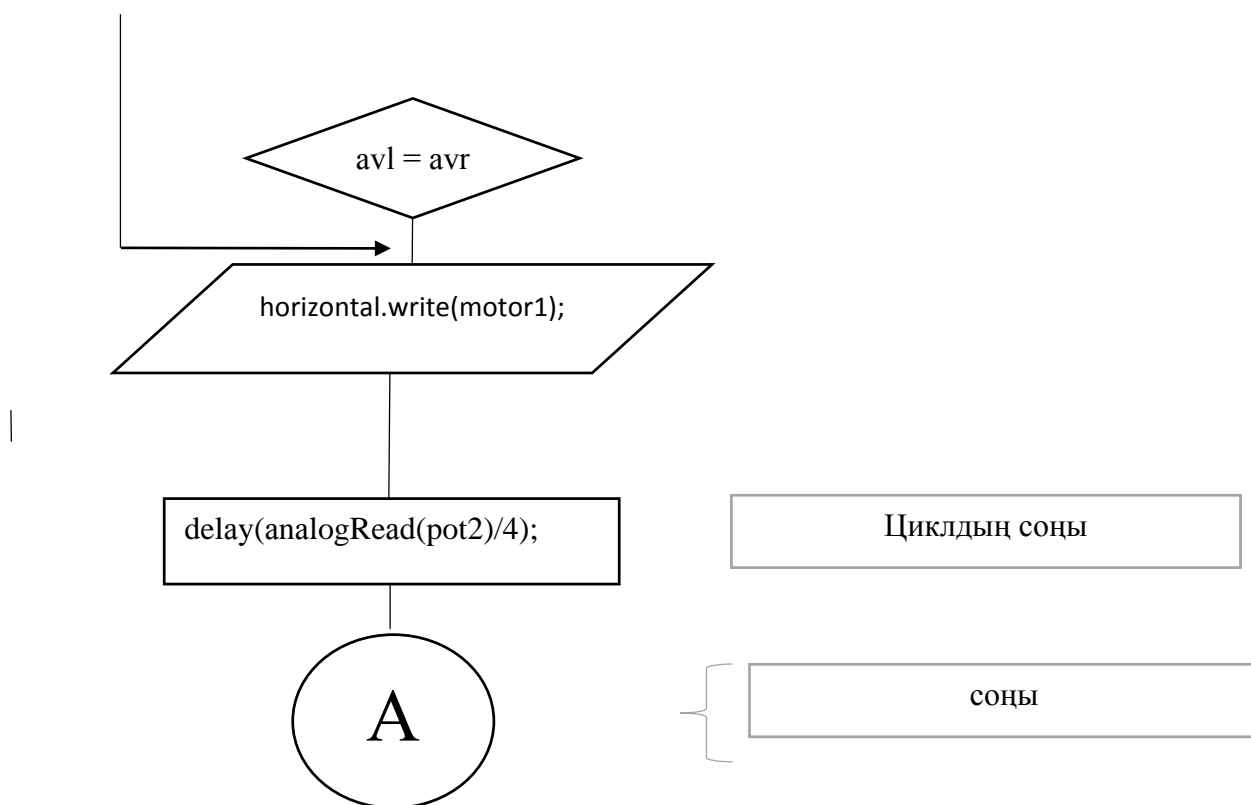 avl = avr
horizontal.write(motor1);
delay(analogRead(pot2)/4);
Циклдың соңы
A
соңы